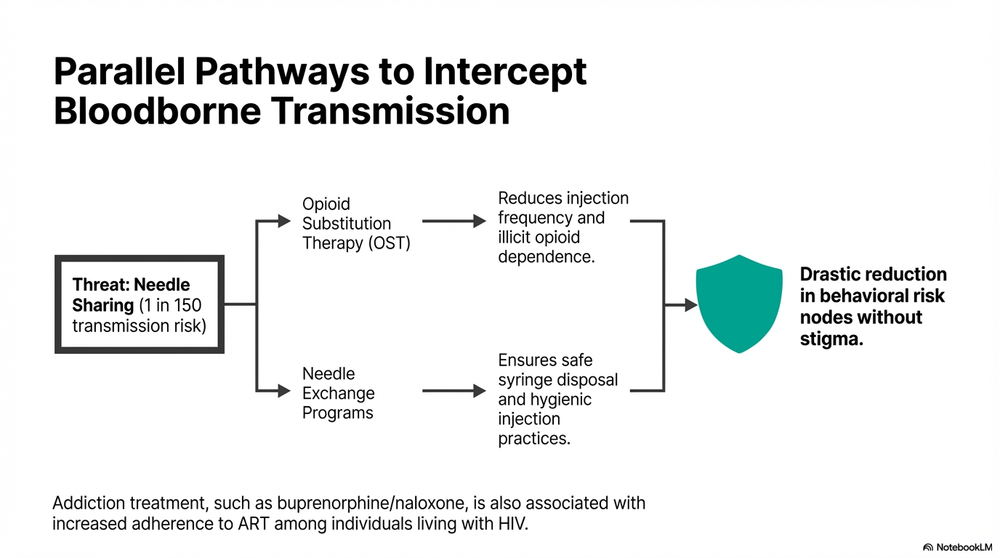 Parallel Pathways to Intercept
Bloodborne Transmission
Threat: Needle
Sharing (1 in 150
transmission risk)
Opioid
Substitution
Therapy (OST)
Reduces injection
frequency and
illicit opioid
dependence.
Needle
Exchange
Programs
Ensures safe
syringe disposal
and hygienic
injection
practices.
Drastic reduction
in behavioral risk
nodes without
stigma.
Addiction treatment, such as buprenorphine/naloxone, is also associated with
increased adherence to ART among individuals living with HIV.
NotebookLM